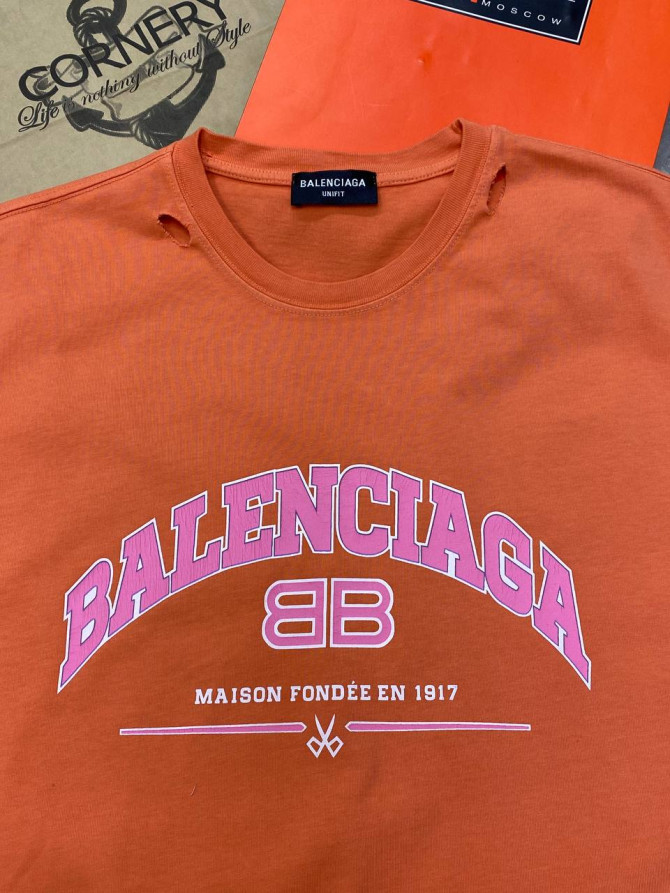 CORNERY
Life is nothing without Style
MOSCOW
BALENCIAGA
UNIFIT
BALENCIAGA
BB
MAISON FONDÉE EN 1917